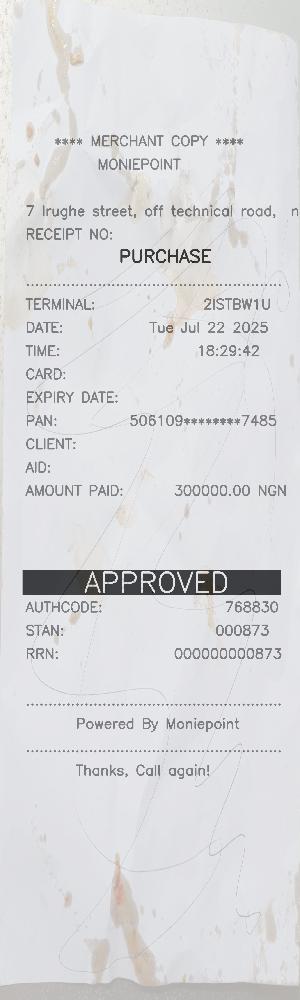 **** MERCHANT COPY ****
MONIEPOINT
7 Irughe street, off technical road, n
RECEIPT NO:
PURCHASE
TERMINAL: 2ISTBW1U
DATE: Tue Jul 22 2025
TIME: 18:29:42
CARD:
EXPIRY DATE:
PAN: 506109********7485
CLIENT:
AID:
AMOUNT PAID: 300000.00 NGN
APPROVED
AUTHCODE: 768830
STAN: 000873
RRN: 000000000873
Powered By Moniepoint
Thanks, Call again!